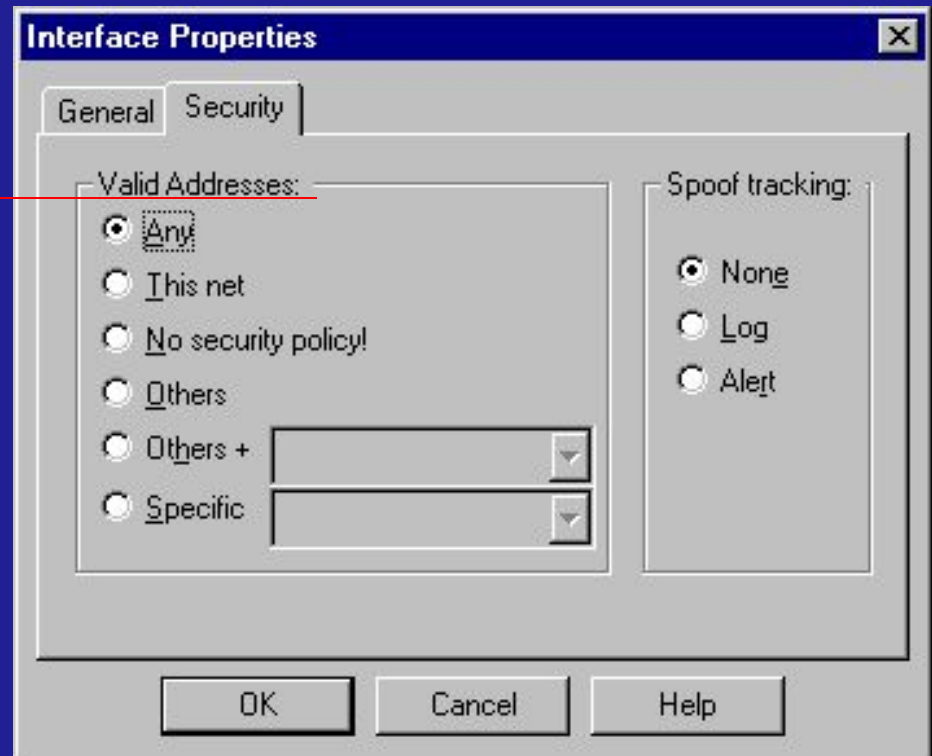 Interface Properties
General
Security
Valid Addresses:
Any
This net
No security policy!
Others
Others +
Specific
Spoof tracking:
None
Log
Alert
OK
Cancel
Help